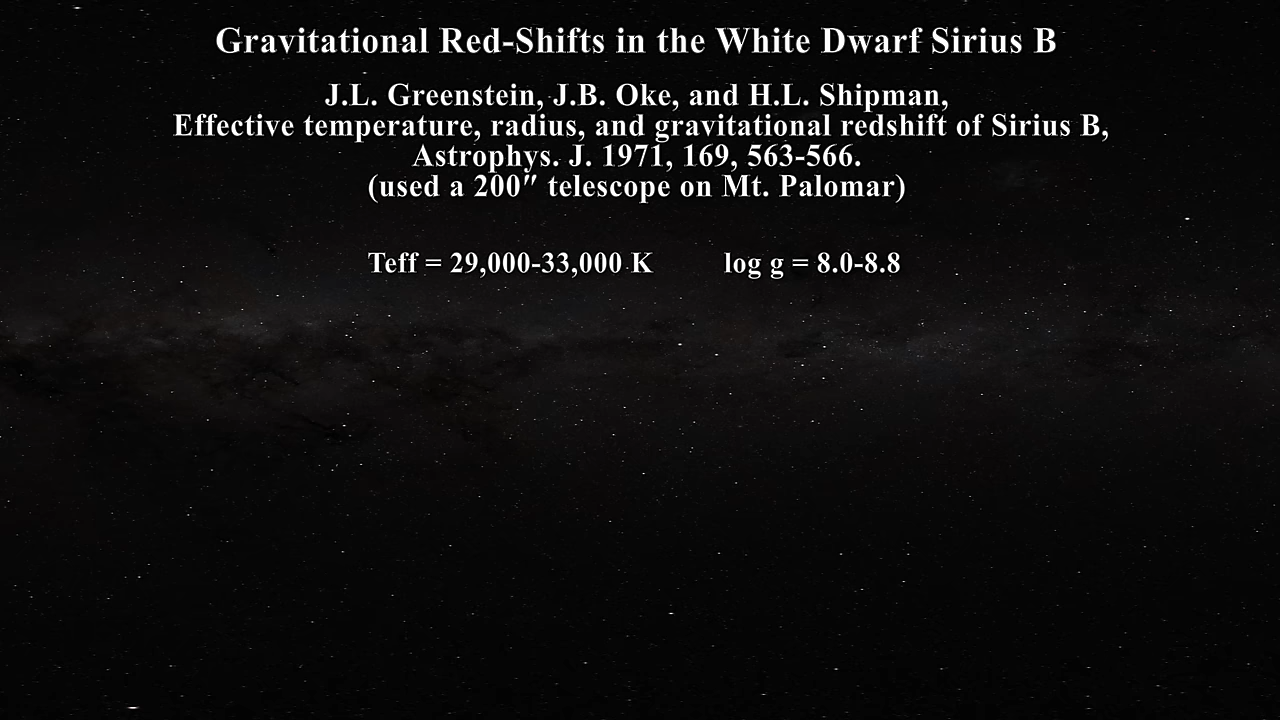 Gravitational Red-Shifts in the White Dwarf Sirius B
J.L. Greenstein, J.B. Oke, and H.L. Shipman,
Effective temperature, radius, and gravitational redshift of Sirius B,
Astrophys. J. 1971, 169, 563-566.
(used a 200″ telescope on Mt. Palomar)
Teff = 29,000-33,000 K log g = 8.0-8.8